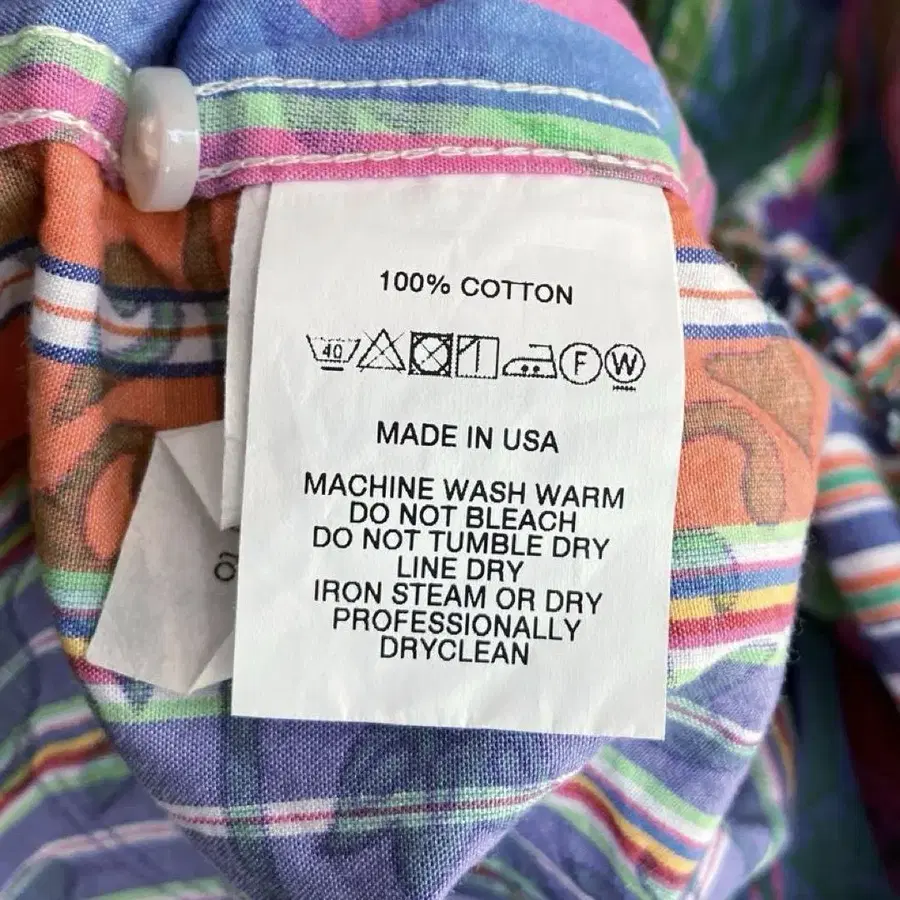 100% COTTON
40 F W
MADE IN USA
MACHINE WASH WARM
DO NOT BLEACH
DO NOT TUMBLE DRY
LINE DRY
IRON STEAM OR DRY
PROFESSIONALLY
DRYCLEAN